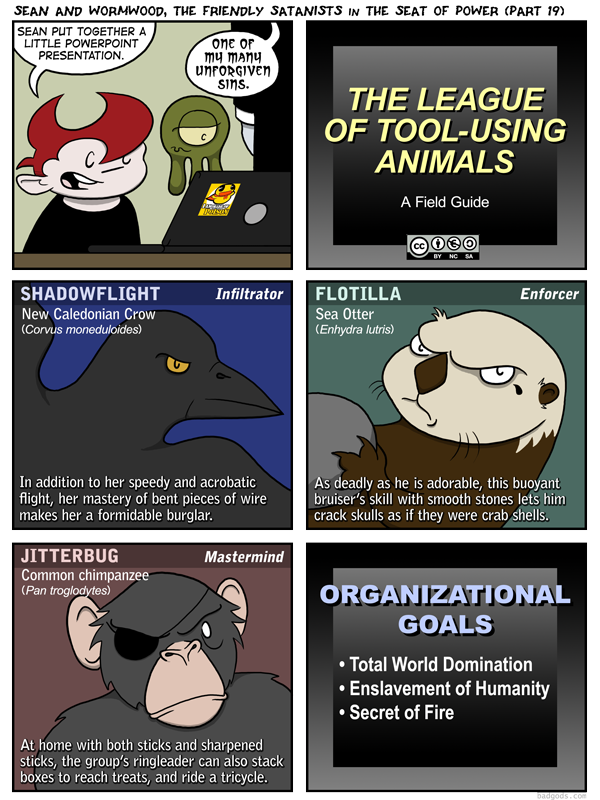 SEAN AND WORMWOOD, THE FRIENDLY SATANISTS IN THE SEAT OF POWER (PART 19)
SEAN PUT TOGETHER A
LITTLE POWERPOINT
PRESENTATION.
ONE OF
MY MANY
UNFORGIVEN
SINS.
POISON
THE LEAGUE
OF TOOL-USING
ANIMALS
A Field Guide
cc
BY NC SA
SHADOWFLIGHT Infiltrator
New Caledonian Crow
(Corvus moneduloides)
In addition to her speedy and acrobatic
flight, her mastery of bent pieces of wire
makes her a formidable burglar.
FLOTILLA Enforcer
Sea Otter
(Enhydra lutris)
As deadly as he is adorable, this buoyant
bruiser's skill with smooth stones lets him
crack skulls as if they were crab shells.
JITTERBUG Mastermind
Common chimpanzee
(Pan troglodytes)
At home with both sticks and sharpened
sticks, the group's ringleader can also stack
boxes to reach treats, and ride a tricycle.
ORGANIZATIONAL
GOALS
• Total World Domination
• Enslavement of Humanity
• Secret of Fire
badgods.com